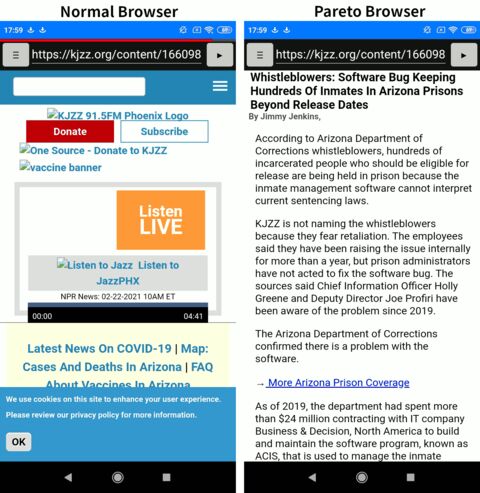 Normal Browser
17:59
69
https://kjzz.org/content/166098
KJZZ 91.5FM Phoenix Logo
Donate
Subscribe
One Source - Donate to KJZZ
vaccine banner
Listen
LIVE
Listen to Jazz Listen to
JazzPHX
NPR News: 02-22-2021 10AM ET
00:00 04:41
Latest News On COVID-19 | Map:
Cases And Deaths In Arizona | FAQ
About Vaccines In Arizona
We use cookies on this site to enhance your user experience.
Please review our privacy policy for more information.
OK
Pareto Browser
17:59
69
https://kjzz.org/content/166098
Whistleblowers: Software Bug Keeping
Hundreds Of Inmates In Arizona Prisons
Beyond Release Dates
By Jimmy Jenkins,
According to Arizona Department of
Corrections whistleblowers, hundreds of
incarcerated people who should be eligible for
release are being held in prison because the
inmate management software cannot interpret
current sentencing laws.
KJZZ is not naming the whistleblowers
because they fear retaliation. The employees
said they have been raising the issue internally
for more than a year, but prison administrators
have not acted to fix the software bug. The
sources said Chief Information Officer Holly
Greene and Deputy Director Joe Profiri have
been aware of the problem since 2019.
The Arizona Department of Corrections
confirmed there is a problem with the
software.
→ More Arizona Prison Coverage
As of 2019, the department had spent more
than $24 million contracting with IT company
Business & Decision, North America to build
and maintain the software program, known as
ACIS, that is used to manage the inmate